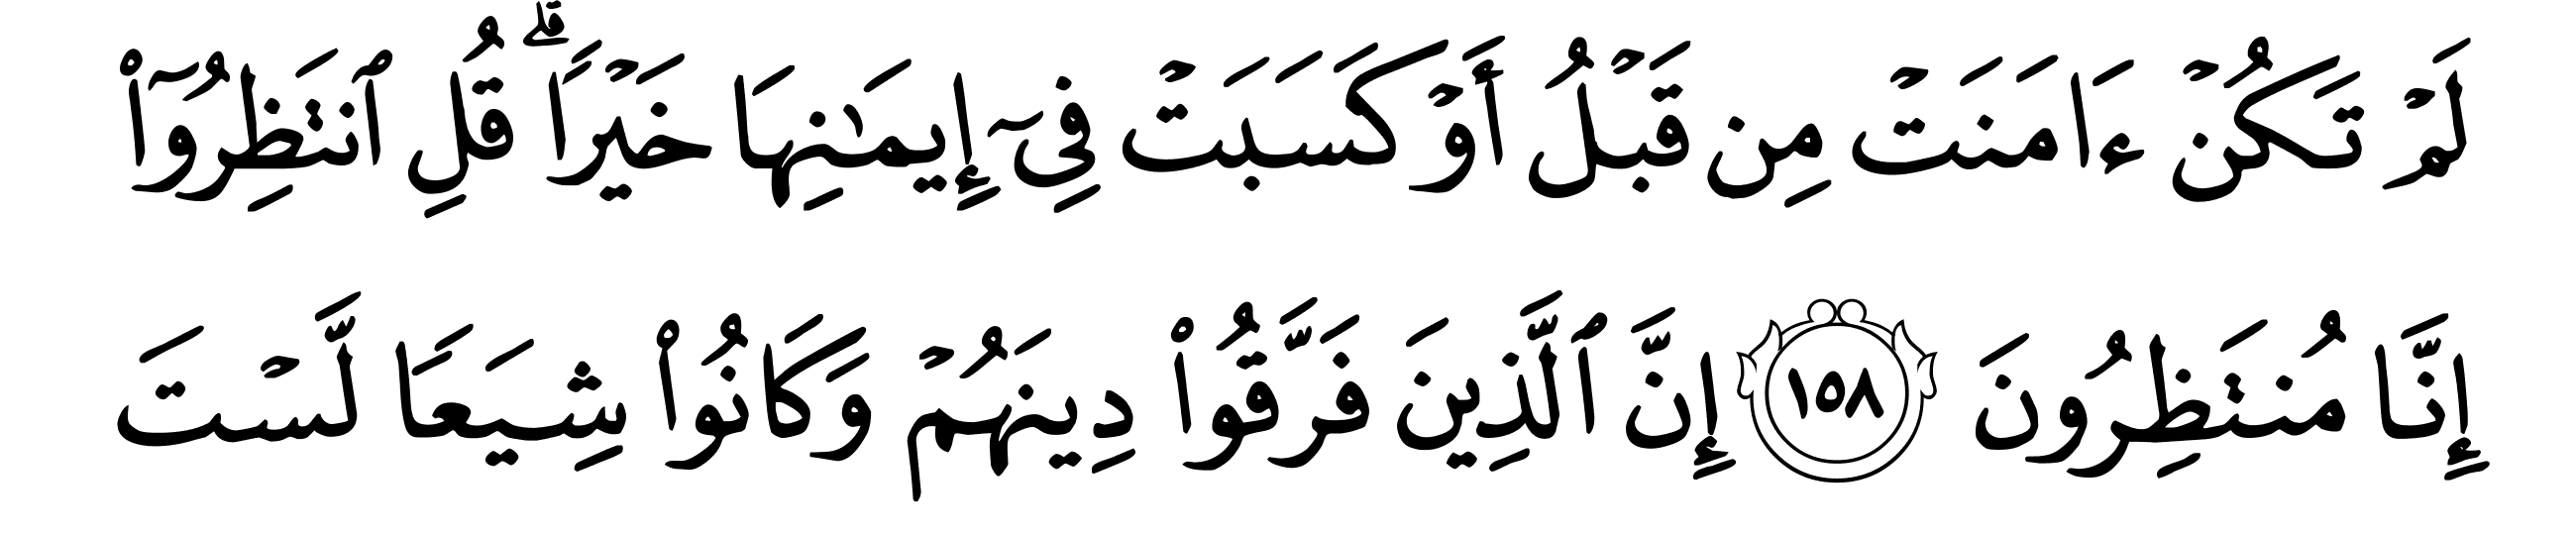 لَمْ تَكُنْ ءَامَنَتْ مِن قَبْلُ أَوْ كَسَبَتْ فِىٓ إِيمَـٰنِهَا خَيْرًا ۗ قُلِ ٱنتَظِرُوٓا۟
إِنَّا مُنتَظِرُونَ ١٥٨ إِنَّ ٱلَّذِينَ فَرَّقُوا۟ دِينَهُمْ وَكَانُوا۟ شِيَعًا لَّسْتَ